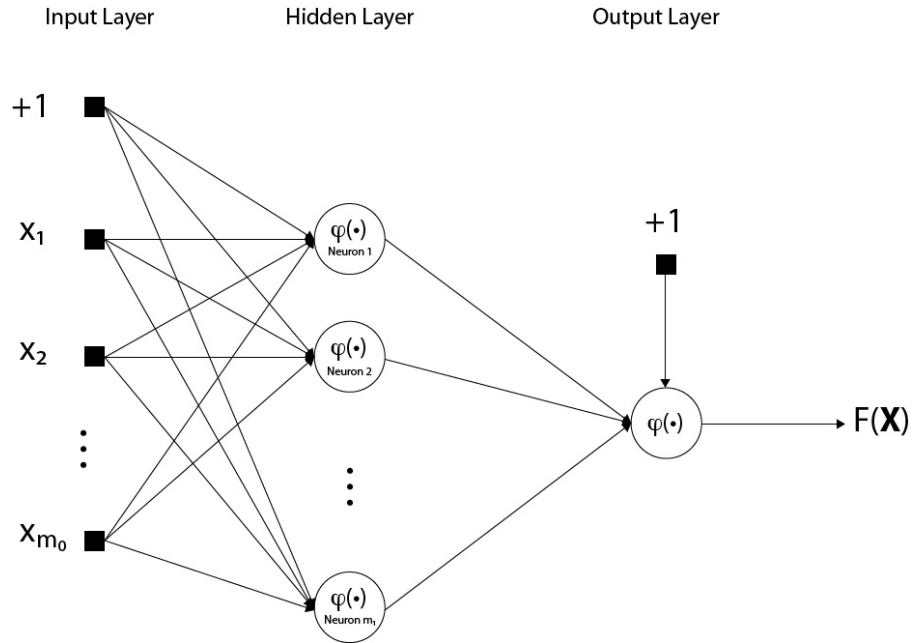 Input Layer
Hidden Layer
Output Layer
+1
x₁
x₂
⋮
xₘ₀
φ(•)
Neuron 1
φ(•)
Neuron 2
⋮
φ(•)
Neuron m₁
+1
φ(•)
F(X)